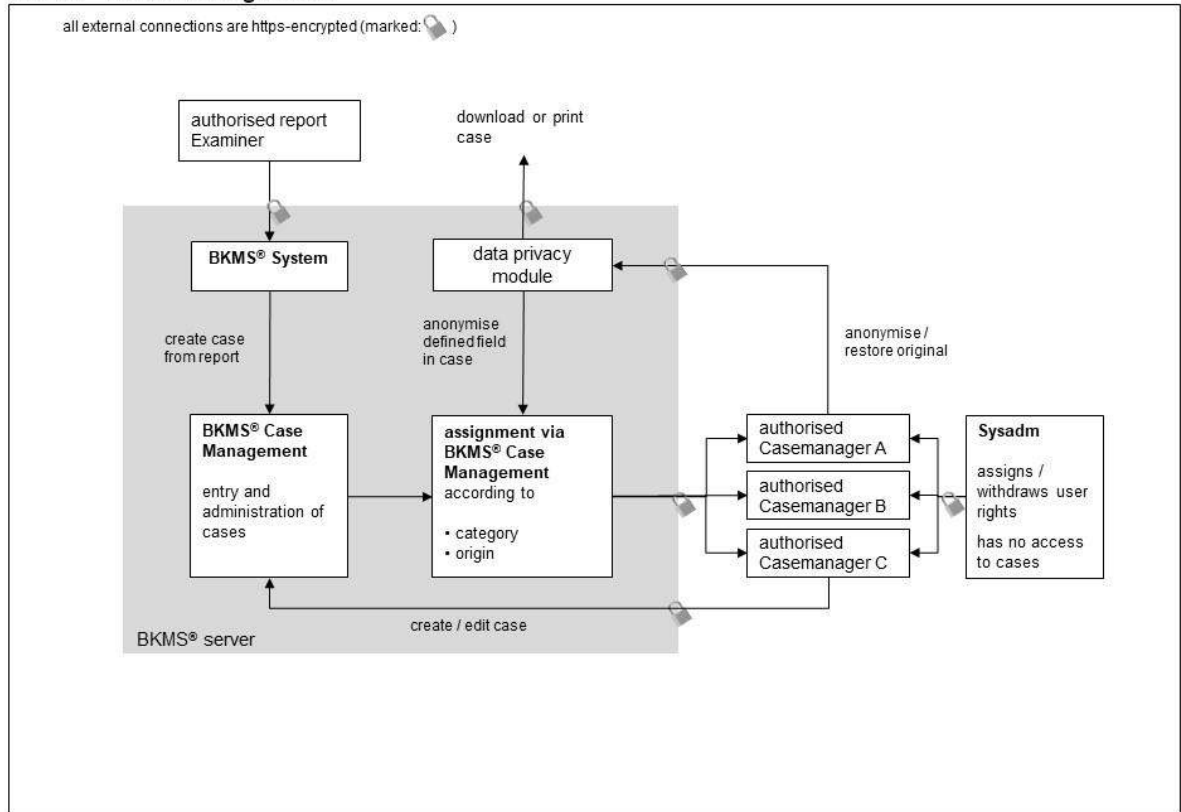 all external connections are https-encrypted (marked: )
authorised report
Examiner
download or print
case
BKMS® System
data privacy
module
create case
from report
anonymise
defined field
in case
anonymise /
restore original
BKMS® Case
Management
entry and
administration of
cases
assignment via
BKMS® Case
Management
according to
▪ category
▪ origin
authorised
Casemanager A
authorised
Casemanager B
authorised
Casemanager C
Sysadm
assigns /
withdraws user
rights
has no access
to cases
create / edit case
BKMS® server